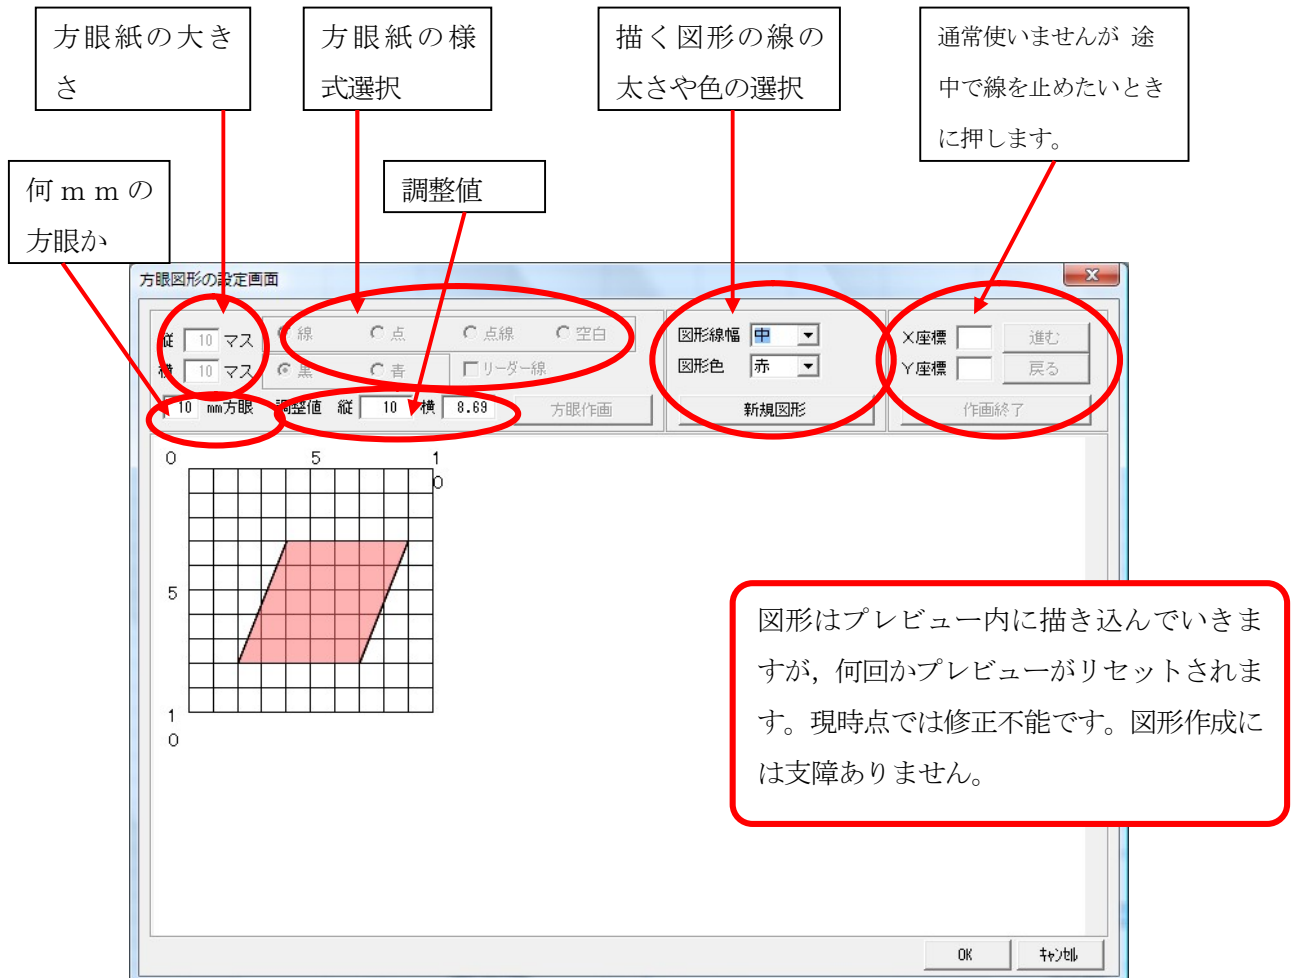 方眼紙の大き
さ
方眼紙の様
式選択
描く図形の線の
太さや色の選択
通常使いませんが 途
中で線を止めたいとき
に押します。
何ｍｍの
方眼か
調整値
方眼図形の設定画面
縦 10 マス 線 点 点線 空白
横 10 マス 黒 青 リーダー線
10 mm方眼 調整値 縦 10 横 8.69 方眼作画
図形線幅 中
図形色 赤
新規図形
X座標 進む
Y座標 戻る
作画終了
0 5 1
0
5
1
0
図形はプレビュー内に描き込んでいきま
すが，何回かプレビューがリセットされま
す。現時点では修正不能です。図形作成に
は支障ありません。
OK ｷｬﾝｾﾙ